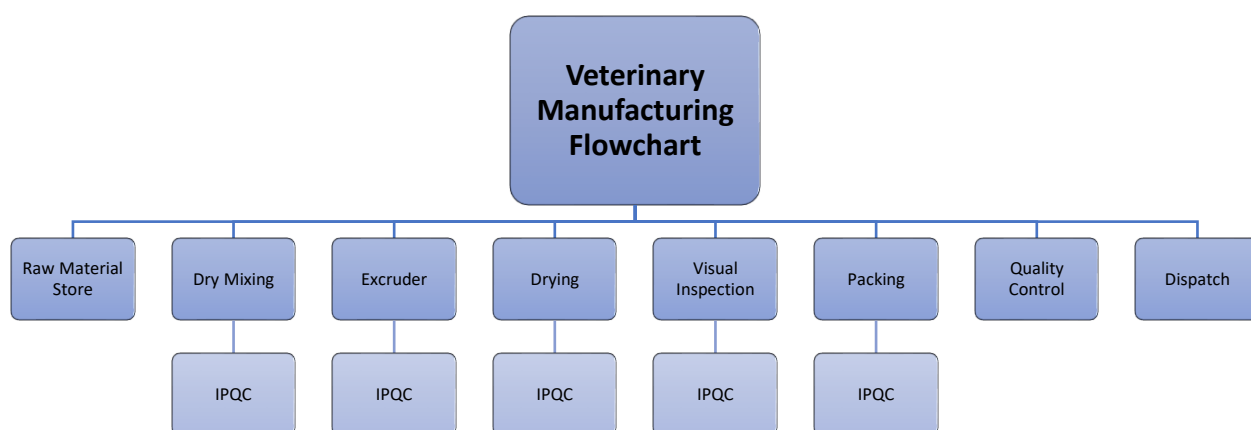 Veterinary
Manufacturing
Flowchart
Raw Material
Store
Dry Mixing
Excruder
Drying
Visual
Inspection
Packing
Quality
Control
Dispatch
IPQC
IPQC
IPQC
IPQC
IPQC